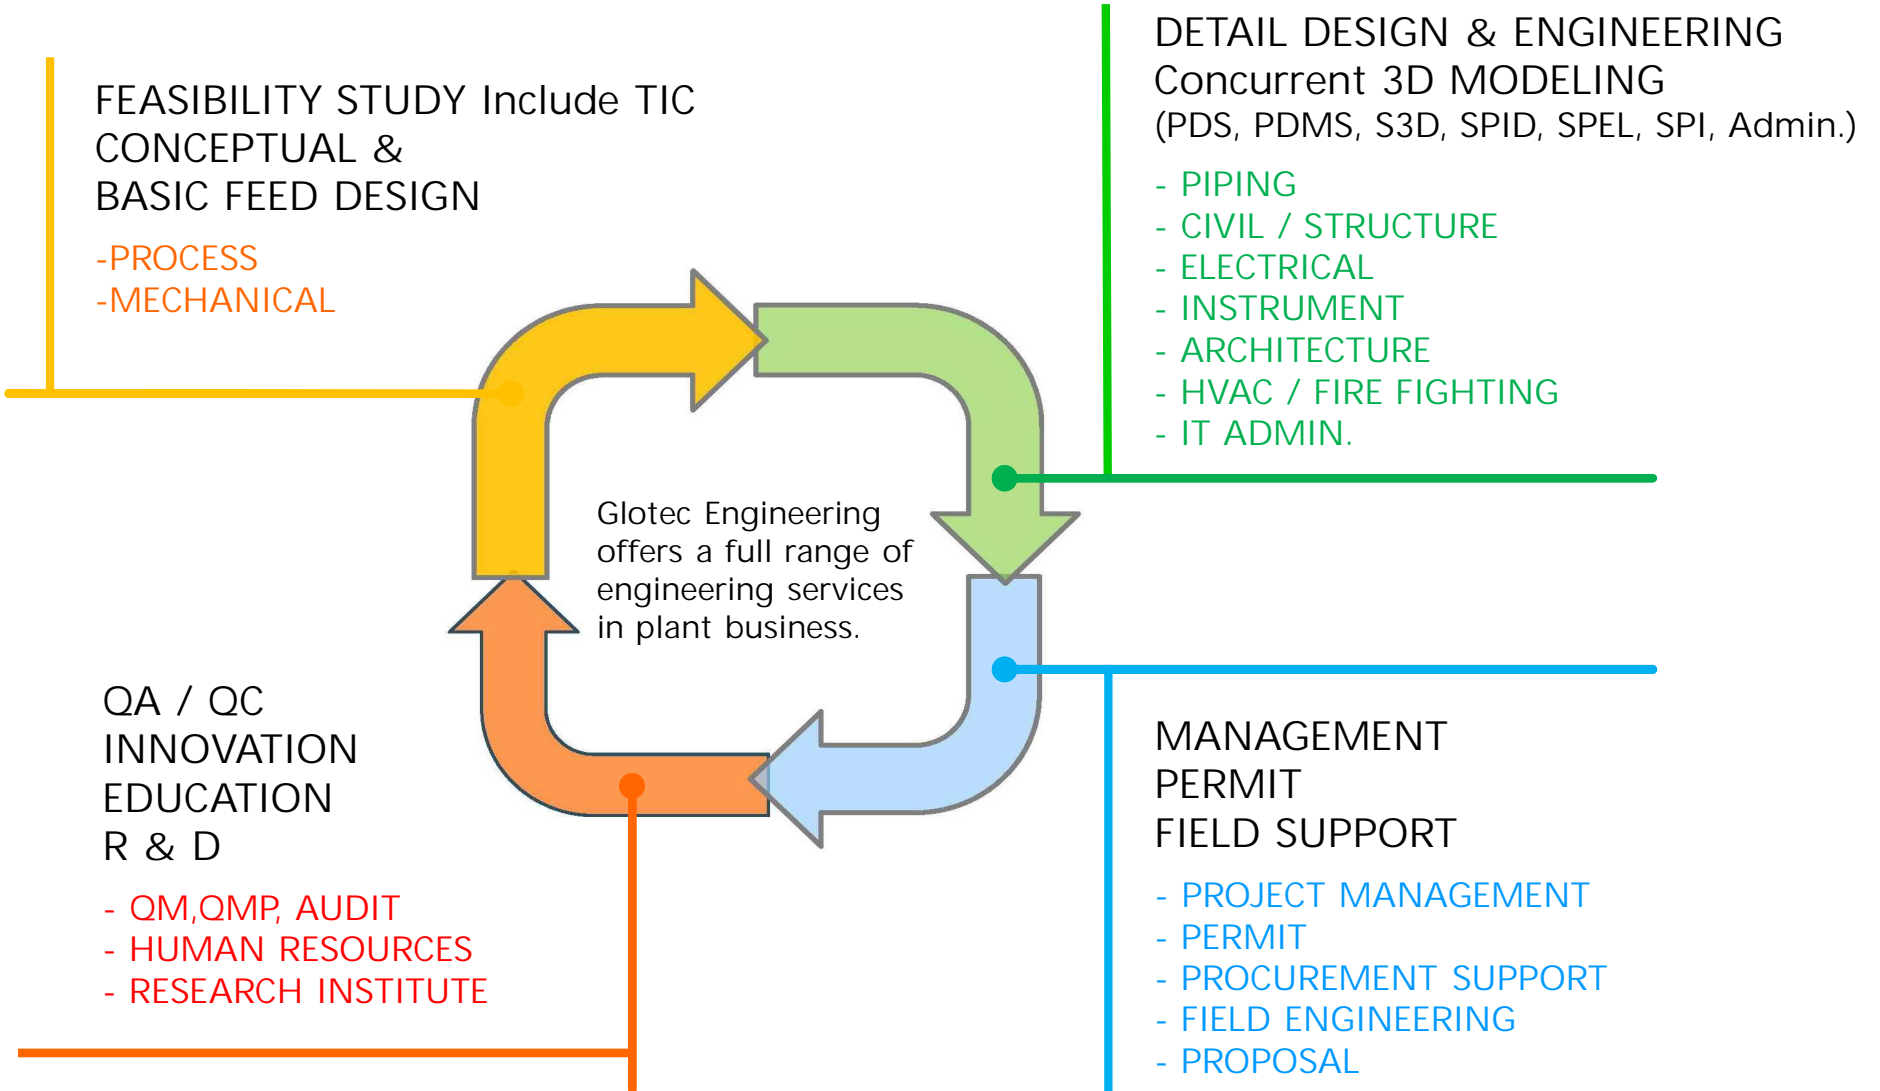 FEASIBILITY STUDY Include TIC
CONCEPTUAL &
BASIC FEED DESIGN
-PROCESS
-MECHANICAL
DETAIL DESIGN & ENGINEERING
Concurrent 3D MODELING
(PDS, PDMS, S3D, SPID, SPEL, SPI, Admin.)
- PIPING
- CIVIL / STRUCTURE
- ELECTRICAL
- INSTRUMENT
- ARCHITECTURE
- HVAC / FIRE FIGHTING
- IT ADMIN.
Glotec Engineering
offers a full range of
engineering services
in plant business.
QA / QC
INNOVATION
EDUCATION
R & D
- QM,QMP, AUDIT
- HUMAN RESOURCES
- RESEARCH INSTITUTE
MANAGEMENT
PERMIT
FIELD SUPPORT
- PROJECT MANAGEMENT
- PERMIT
- PROCUREMENT SUPPORT
- FIELD ENGINEERING
- PROPOSAL